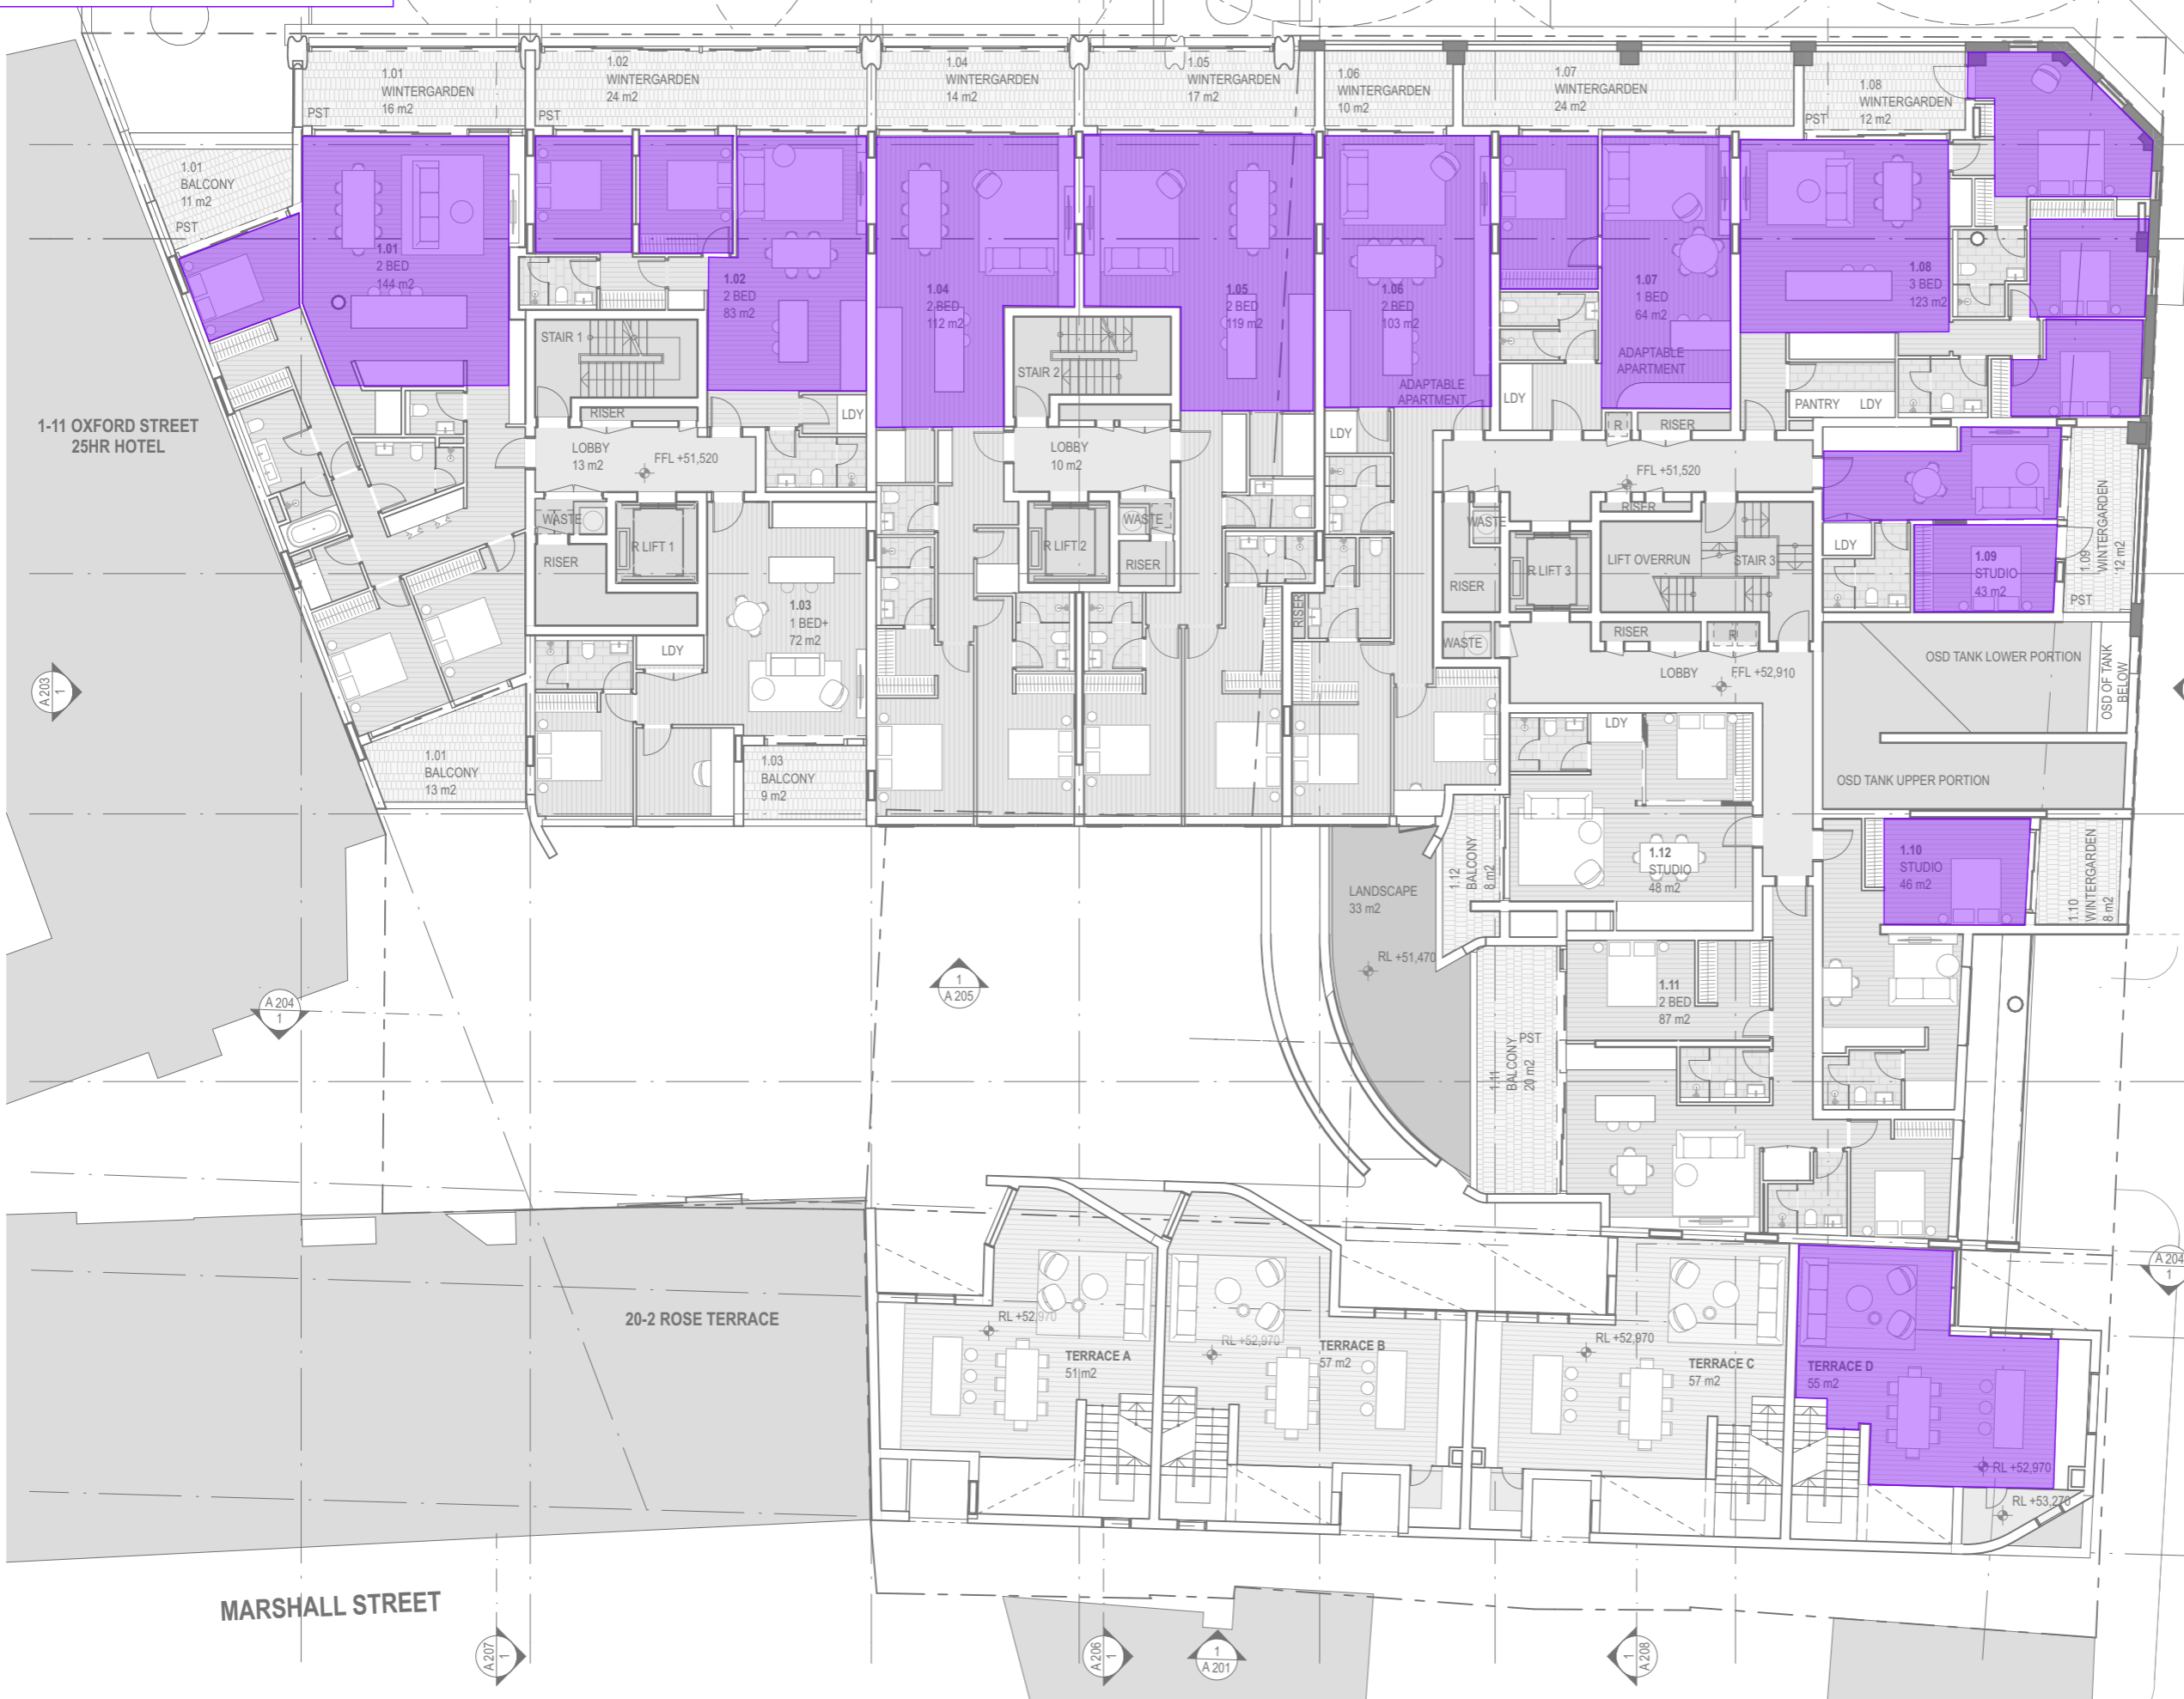 1.01
WINTERGARDEN
16 m2
PST
1.02
WINTERGARDEN
24 m2
PST
1.04
WINTERGARDEN
14 m2
1.05
WINTERGARDEN
17 m2
1.06
WINTERGARDEN
10 m2
1.07
WINTERGARDEN
24 m2
1.08
WINTERGARDEN
12 m2
PST
1.01
BALCONY
11 m2
PST
1.01
2 BED
144 m2
1.02
2 BED
83 m2
1.04
2 BED
112 m2
1.05
2 BED
119 m2
1.06
2 BED
103 m2
ADAPTABLE
APARTMENT
1.07
1 BED
64 m2
ADAPTABLE
APARTMENT
1.08
3 BED
123 m2
STAIR 1
STAIR 2
RISER
LDY
LDY
LDY
R
RISER
PANTRY
LDY
1-11 OXFORD STREET
25HR HOTEL
LOBBY
13 m2
FFL +51,520
LOBBY
10 m2
FFL +51,520
WASTE
R LIFT 1
RISER
R LIFT 2
WASTE
RISER
WASTE
RISER
R LIFT 3
RISER
LIFT OVERRUN
STAIR 3
LDY
1.09
STUDIO
43 m2
1.09
WINTERGARDEN
12 m2
PST
1.03
1 BED+
72 m2
LDY
RISER
WASTE
RISER
R
LOBBY
FFL +52,910
OSD TANK LOWER PORTION
OSD OF TANK
BELOW
OSD TANK UPPER PORTION
A 203
1
1.01
BALCONY
13 m2
1.03
BALCONY
9 m2
LDY
1.12
STUDIO
48 m2
1.12
BALCONY
8 m2
LANDSCAPE
33 m2
RL +51,470
1.10
STUDIO
46 m2
1.10
WINTERGARDEN
8 m2
1.11
2 BED
87 m2
1.11
BALCONY
20 m2
PST
A 204
1
1
A 205
A 204
1
20-2 ROSE TERRACE
RL +52,970
TERRACE A
51 m2
RL +52,970
TERRACE B
57 m2
RL +52,970
TERRACE C
57 m2
TERRACE D
55 m2
RL +52,970
RL +53,270
MARSHALL STREET
A 207
1
A 206
1
1
A 201
A 208
1